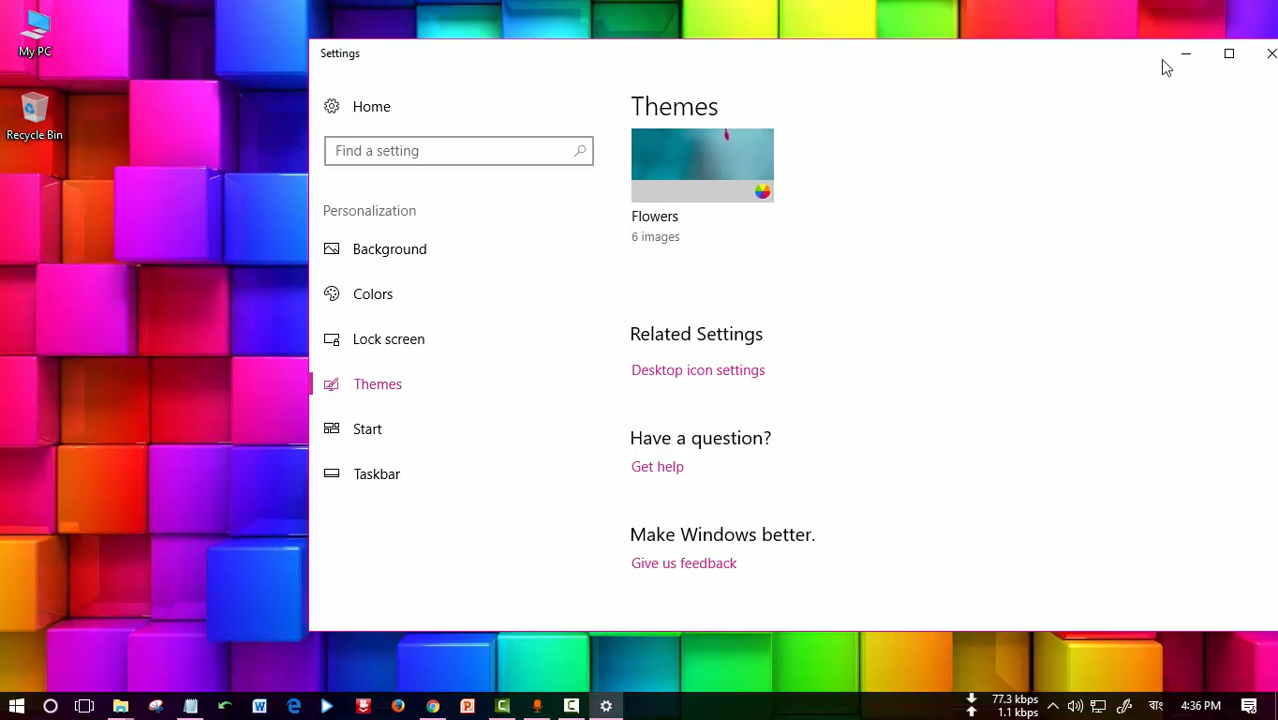 My PC
Recycle Bin
Settings
Home
Find a setting
Personalization
Background
Colors
Lock screen
Themes
Start
Taskbar
Themes
Flowers
6 images
Related Settings
Desktop icon settings
Have a question?
Get help
Make Windows better.
Give us feedback
77.3 kbps
1.1 kbps
বাং
4:36 PM